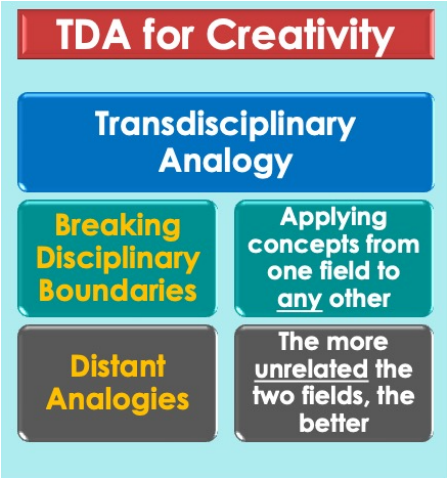 TDA for Creativity
Transdisciplinary
Analogy
Breaking
Disciplinary
Boundaries
Applying
concepts from
one field to
any other
Distant
Analogies
The more
unrelated the
two fields, the
better